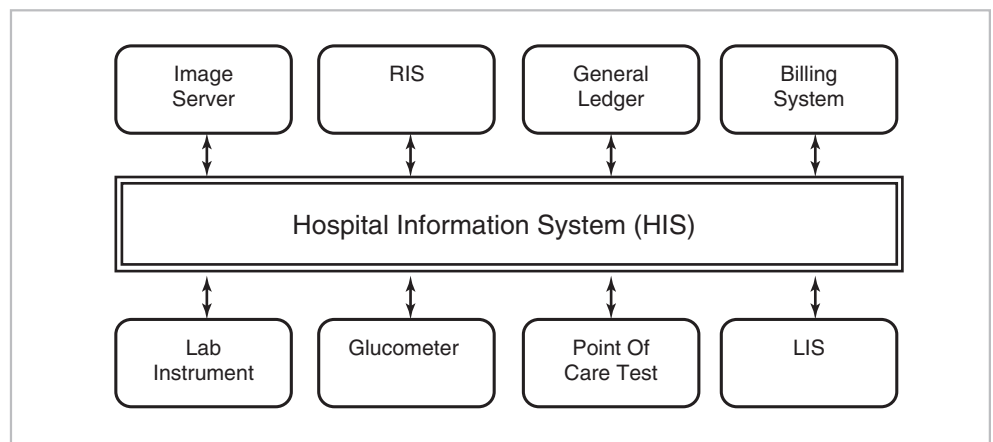 Image
Server
RIS
General
Ledger
Billing
System
Hospital Information System (HIS)
Lab
Instrument
Glucometer
Point Of
Care Test
LIS